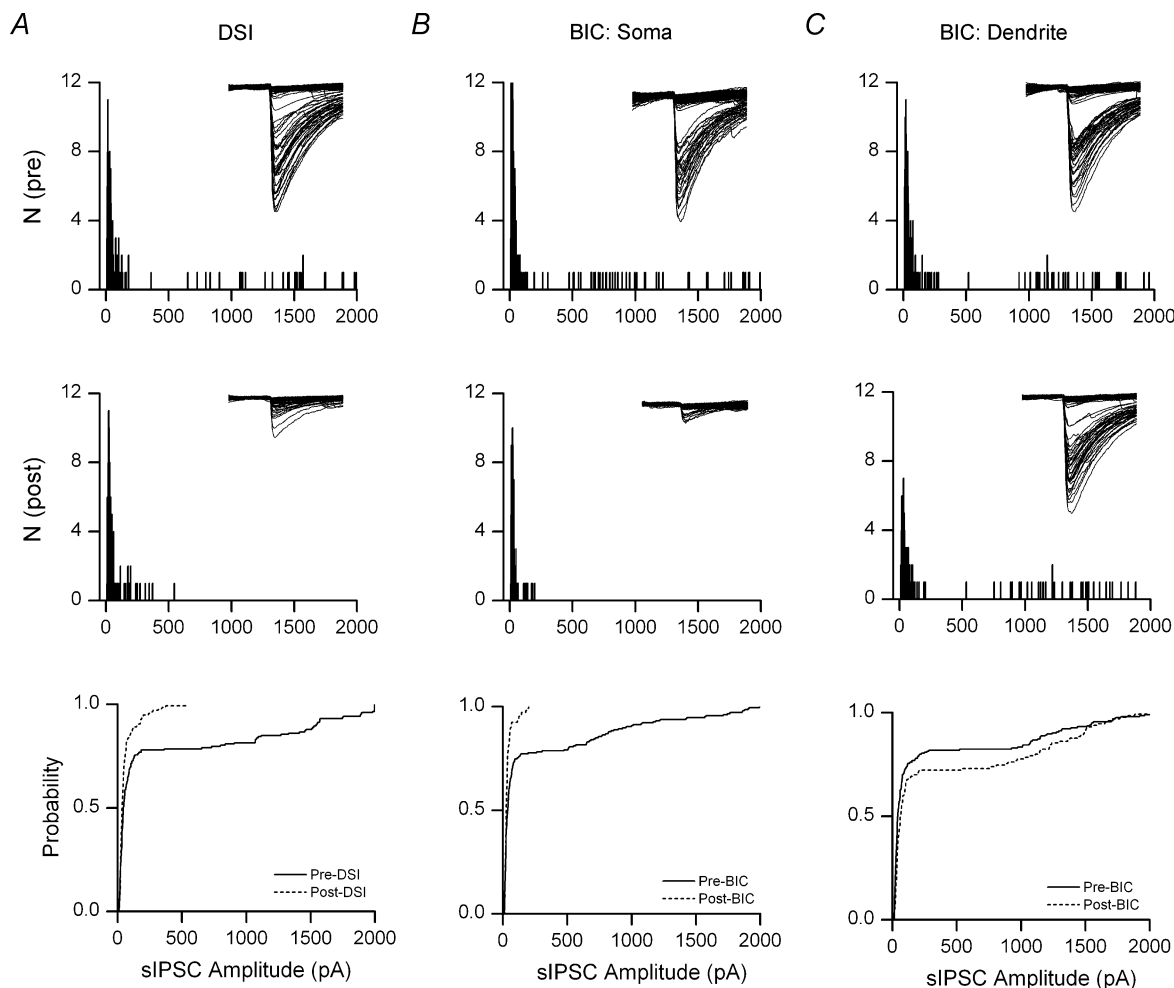 A DSI B BIC: Soma C BIC: Dendrite
12 12 12
8 8 8
N (pre)
4 4 4
0 0 0
0 500 1000 1500 2000 0 500 1000 1500 2000 0 500 1000 1500 2000
12 12 12
8 8 8
N (post)
4 4 4
0 0 0
0 500 1000 1500 2000 0 500 1000 1500 2000 0 500 1000 1500 2000
1.0 1.0 1.0
0.5 0.5 0.5
Probability
Pre-DSI Pre-BIC Pre-BIC
Post-DSI Post-BIC Post-BIC
0.0 0.0 0.0
0 500 1000 1500 2000 0 500 1000 1500 2000 0 500 1000 1500 2000
sIPSC Amplitude (pA) sIPSC Amplitude (pA) sIPSC Amplitude (pA)